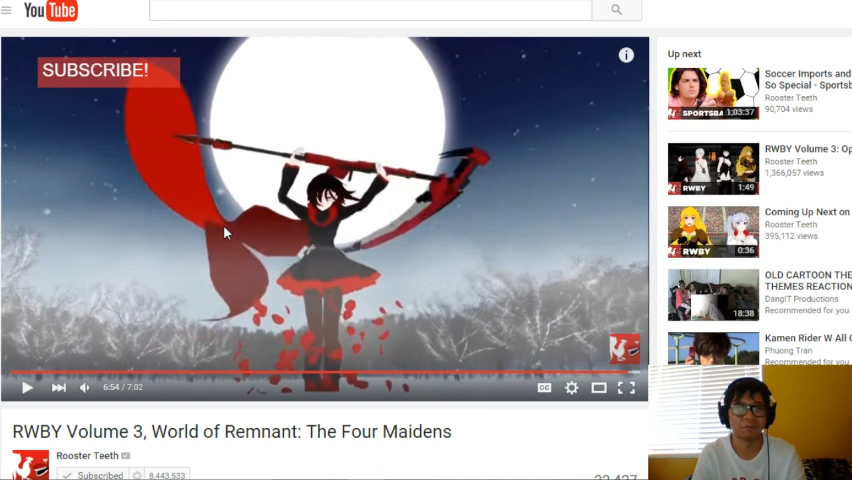 YouTube
SUBSCRIBE!
6:54 / 7:02
CC
RWBY Volume 3, World of Remnant: The Four Maidens
Rooster Teeth
Subscribed
8,443,533
Up next
Soccer Imports and
So Special - Sportsb
Rooster Teeth
90,704 views
SPORTSBA
1:03:37
RWBY Volume 3: Op
Rooster Teeth
1,366,057 views
RWBY
1:49
Coming Up Next on
Rooster Teeth
395,112 views
RWBY
0:36
OLD CARTOON THE
THEMES REACTION
DangIT Productions
Recommended for you
18:38
Kamen Rider W All C
Phuong Tran
Recommended for you